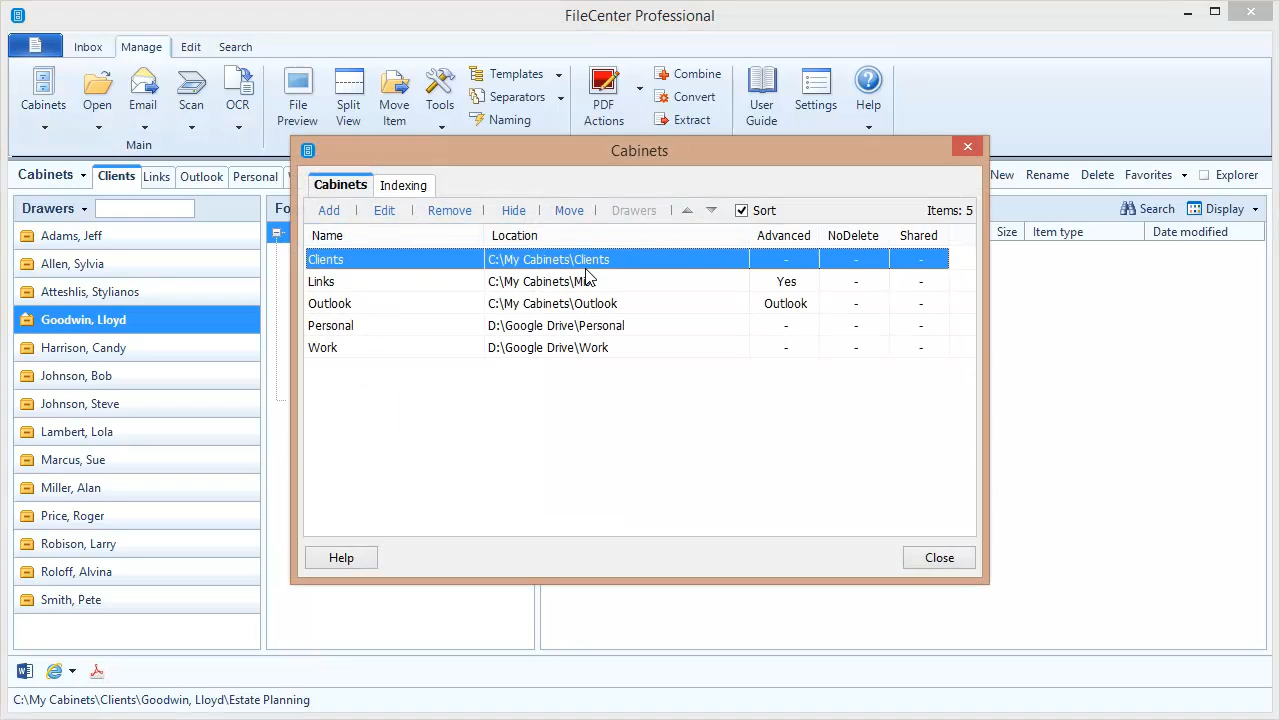 FileCenter Professional
Inbox Manage Edit Search
Cabinets Open Email Scan OCR
Main
File Preview
Split View
Move Item
Tools
Templates
Separators
Naming
PDF Actions
Combine
Convert
Extract
User Guide
Settings
Help
Cabinets Clients Links Outlook Personal
New Rename Delete Favorites Explorer
Drawers
Fo
Search Display
Size Item type Date modified
Adams, Jeff
Allen, Sylvia
Atteshlis, Stylianos
Goodwin, Lloyd
Harrison, Candy
Johnson, Bob
Johnson, Steve
Lambert, Lola
Marcus, Sue
Miller, Alan
Price, Roger
Robison, Larry
Roloff, Alvina
Smith, Pete
Cabinets
Cabinets Indexing
Add Edit Remove Hide Move Drawers Sort Items: 5
Name Location Advanced NoDelete Shared
Clients C:\My Cabinets\Clients - - -
Links Yes - -
Outlook C:\My Cabinets\Outlook Outlook - -
Personal D:\Google Drive\Personal - - -
Work D:\Google Drive\Work - - -
Help Close
C:\My Cabinets\Clients\Goodwin, Lloyd\Estate Planning